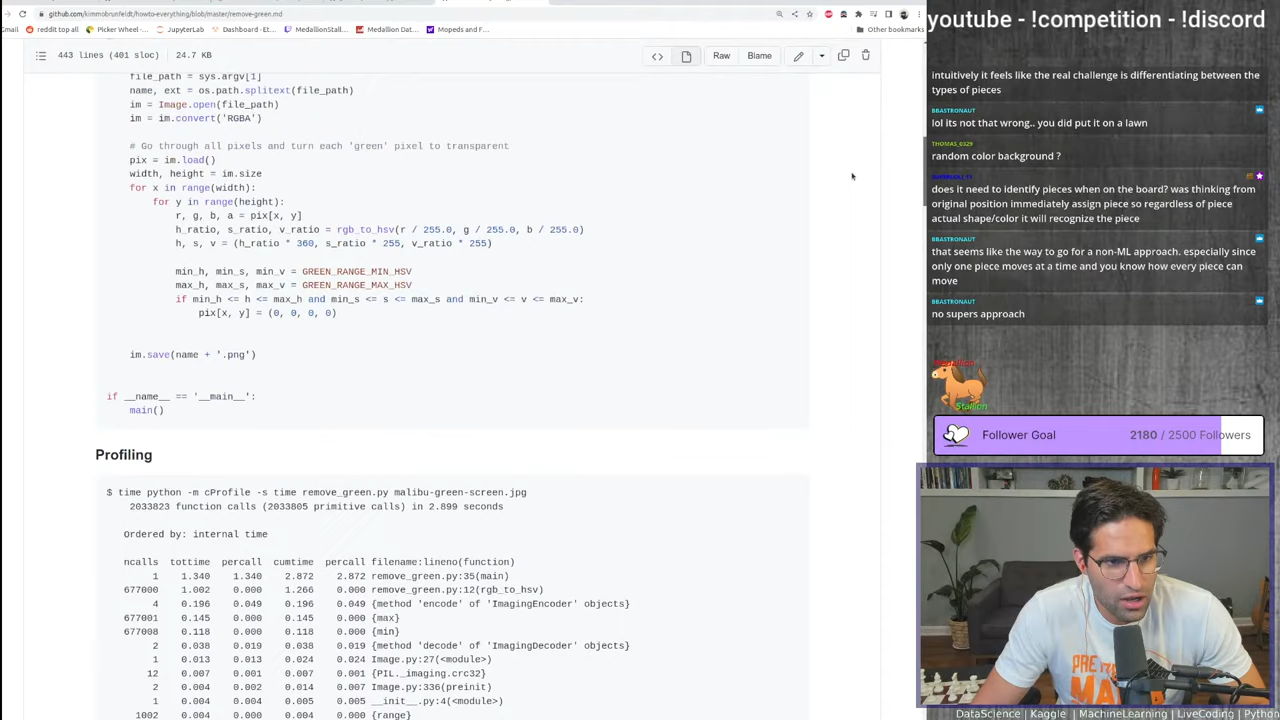 github.com/kimmobrunfeldt/howto-everything/blob/master/remove-green.md
Gmail reddit top all Picker Wheel -... JupyterLab Dashboard - Et... MedallionStall... Medallion Dat... Mopeds and F... Other bookmarks
443 lines (401 sloc) 24.7 KB Raw Blame
file_path = sys.argv[1]
name, ext = os.path.splitext(file_path)
im = Image.open(file_path)
im = im.convert('RGBA')
# Go through all pixels and turn each 'green' pixel to transparent
pix = im.load()
width, height = im.size
for x in range(width):
for y in range(height):
r, g, b, a = pix[x, y]
h_ratio, s_ratio, v_ratio = rgb_to_hsv(r / 255.0, g / 255.0, b / 255.0)
h, s, v = (h_ratio * 360, s_ratio * 255, v_ratio * 255)
min_h, min_s, min_v = GREEN_RANGE_MIN_HSV
max_h, max_s, max_v = GREEN_RANGE_MAX_HSV
if min_h <= h <= max_h and min_s <= s <= max_s and min_v <= v <= max_v:
pix[x, y] = (0, 0, 0, 0)
im.save(name + '.png')
if __name__ == '__main__':
main()
Profiling
$ time python -m cProfile -s time remove_green.py malibu-green-screen.jpg
2033823 function calls (2033805 primitive calls) in 2.899 seconds
Ordered by: internal time
ncalls tottime percall cumtime percall filename:lineno(function)
1 1.340 1.340 2.872 2.872 remove_green.py:35(main)
677000 1.002 0.000 1.266 0.000 remove_green.py:12(rgb_to_hsv)
4 0.196 0.049 0.196 0.049 {method 'encode' of 'ImagingEncoder' objects}
677001 0.145 0.000 0.145 0.000 {max}
677008 0.118 0.000 0.118 0.000 {min}
2 0.038 0.019 0.038 0.019 {method 'decode' of 'ImagingDecoder' objects}
1 0.013 0.013 0.024 0.024 Image.py:27(<module>)
12 0.007 0.001 0.007 0.001 {PIL._imaging.crc32}
1 0.004 0.002 0.014 0.007 Image.py:336(preinit)
1 0.004 0.004 0.005 0.005 __init__.py:4(<module>)
1002 0.004 0.000 0.004 0.000 {range}
youtube - !competition - !discord
intuitively it feels like the real challenge is differentiating between the
types of pieces
BBASTRONAUT
lol its not that wrong.. you did put it on a lawn
THOMAS_0329
random color background ?
does it need to identify pieces when on the board? was thinking from
original position immediately assign piece so regardless of piece
actual shape/color it will recognize the piece
BBASTRONAUT
that seems like the way to go for a non-ML approach. especially since
only one piece moves at a time and you know how every piece can
move
BBASTRONAUT
no supers approach
Medallion
Stallion
Follower Goal 2180 / 2500 Followers
DataScience | Kaggle | MachineLearning | LiveCoding | Python